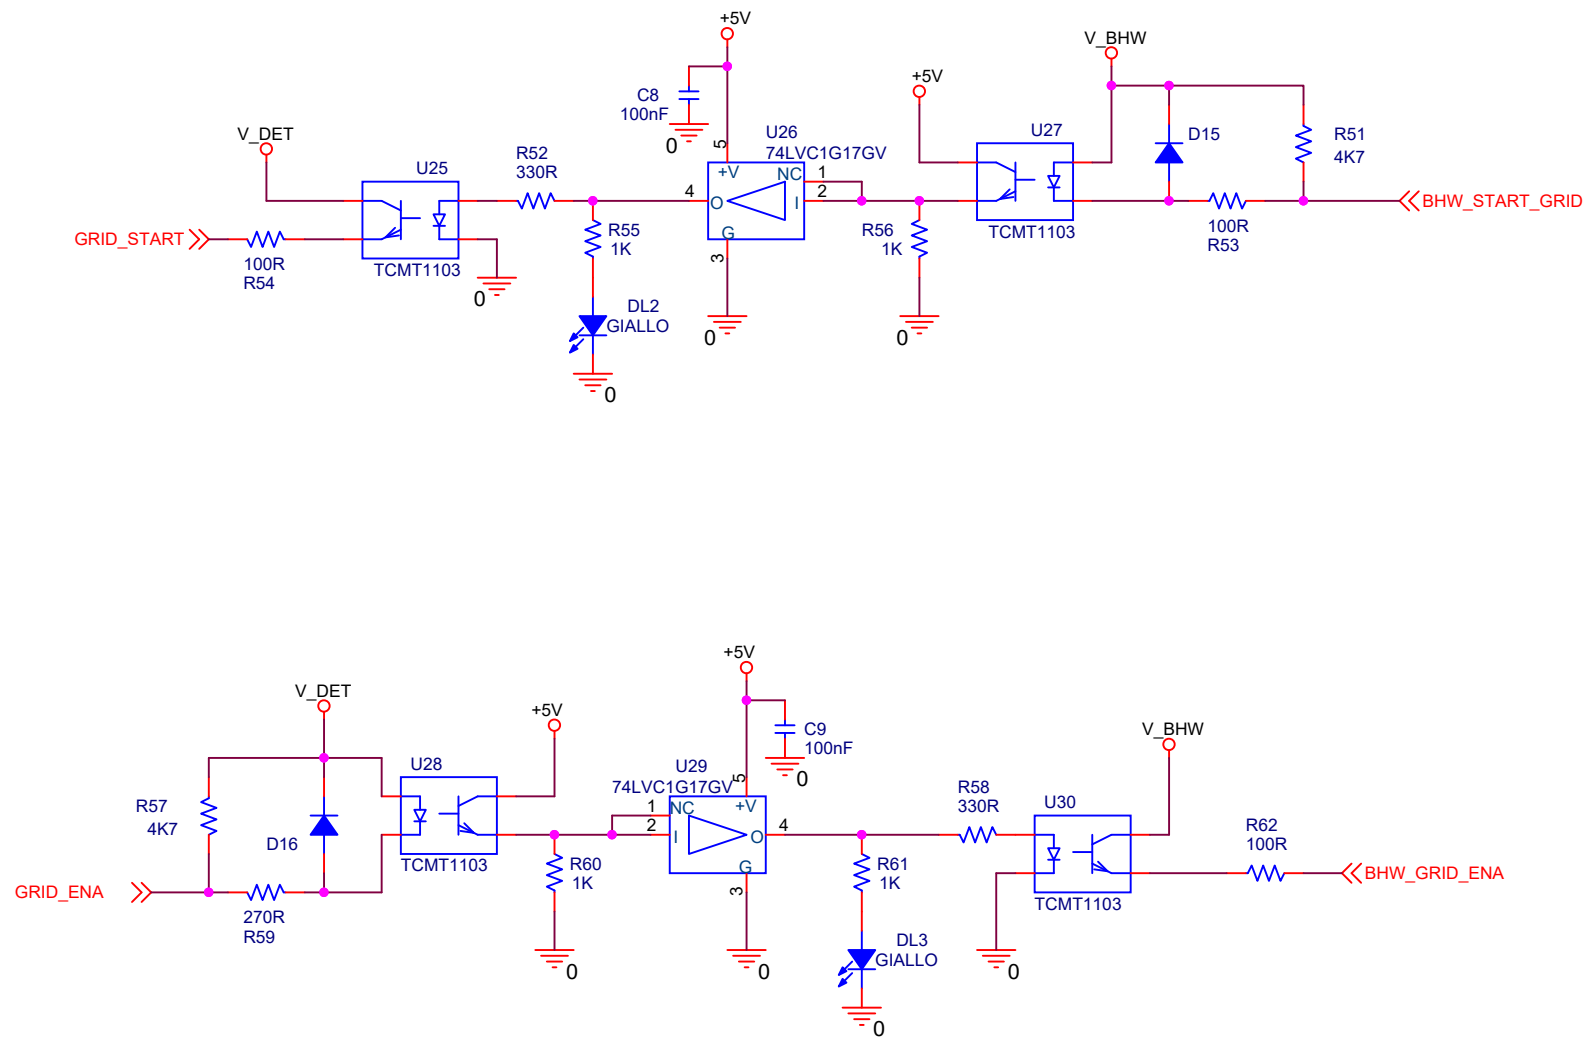 +5V
V_BHW
+5V
C8
100nF
0
V_DET
U25
R52
330R
U26
74LVC1G17GV
5
+V
NC
1
4
O
I
2
G
3
U27
D15
R51
4K7
GRID_START
100R
R54
TCMT1103
0
R55
1K
R56
1K
TCMT1103
100R
R53
BHW_START_GRID
DL2
GIALLO
0
0
0
+5V
V_DET
+5V
C9
100nF
0
V_BHW
U28
U29
74LVC1G17GV
5
1
NC
+V
2
I
O
4
G
3
R57
4K7
D16
TCMT1103
R58
330R
U30
R62
100R
GRID_ENA
270R
R59
R60
1K
R61
1K
TCMT1103
BHW_GRID_ENA
DL3
GIALLO
0
0
0
0